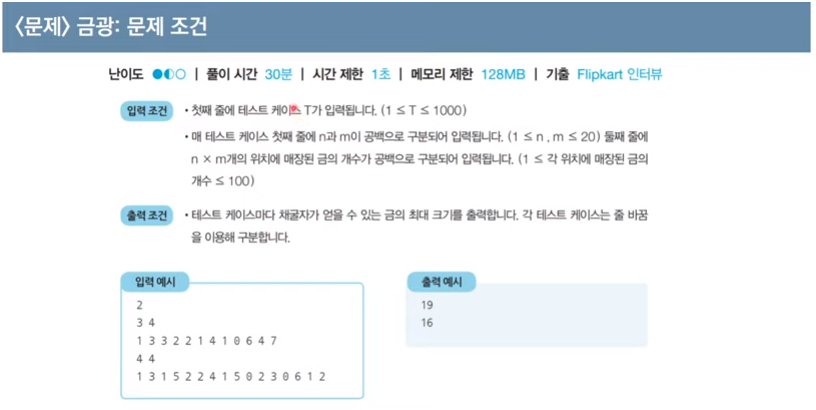 〈문제〉 금광: 문제 조건
난이도 ●◐○ | 풀이 시간 30분 | 시간 제한 1초 | 메모리 제한 128MB | 기출 Flipkart 인터뷰
입력 조건 • 첫째 줄에 테스트 케이스 T가 입력됩니다. (1 ≤ T ≤ 1000)
• 매 테스트 케이스 첫째 줄에 n과 m이 공백으로 구분되어 입력됩니다. (1 ≤ n, m ≤ 20) 둘째 줄에
n × m개의 위치에 매장된 금의 개수가 공백으로 구분되어 입력됩니다. (1 ≤ 각 위치에 매장된 금의
개수 ≤ 100)
출력 조건 • 테스트 케이스마다 채굴자가 얻을 수 있는 금의 최대 크기를 출력합니다. 각 테스트 케이스는 줄 바꿈
을 이용해 구분합니다.
입력 예시
2
3 4
1 3 3 2 2 1 4 1 0 6 4 7
4 4
1 3 1 5 2 2 4 1 5 0 2 3 0 6 1 2
출력 예시
19
16